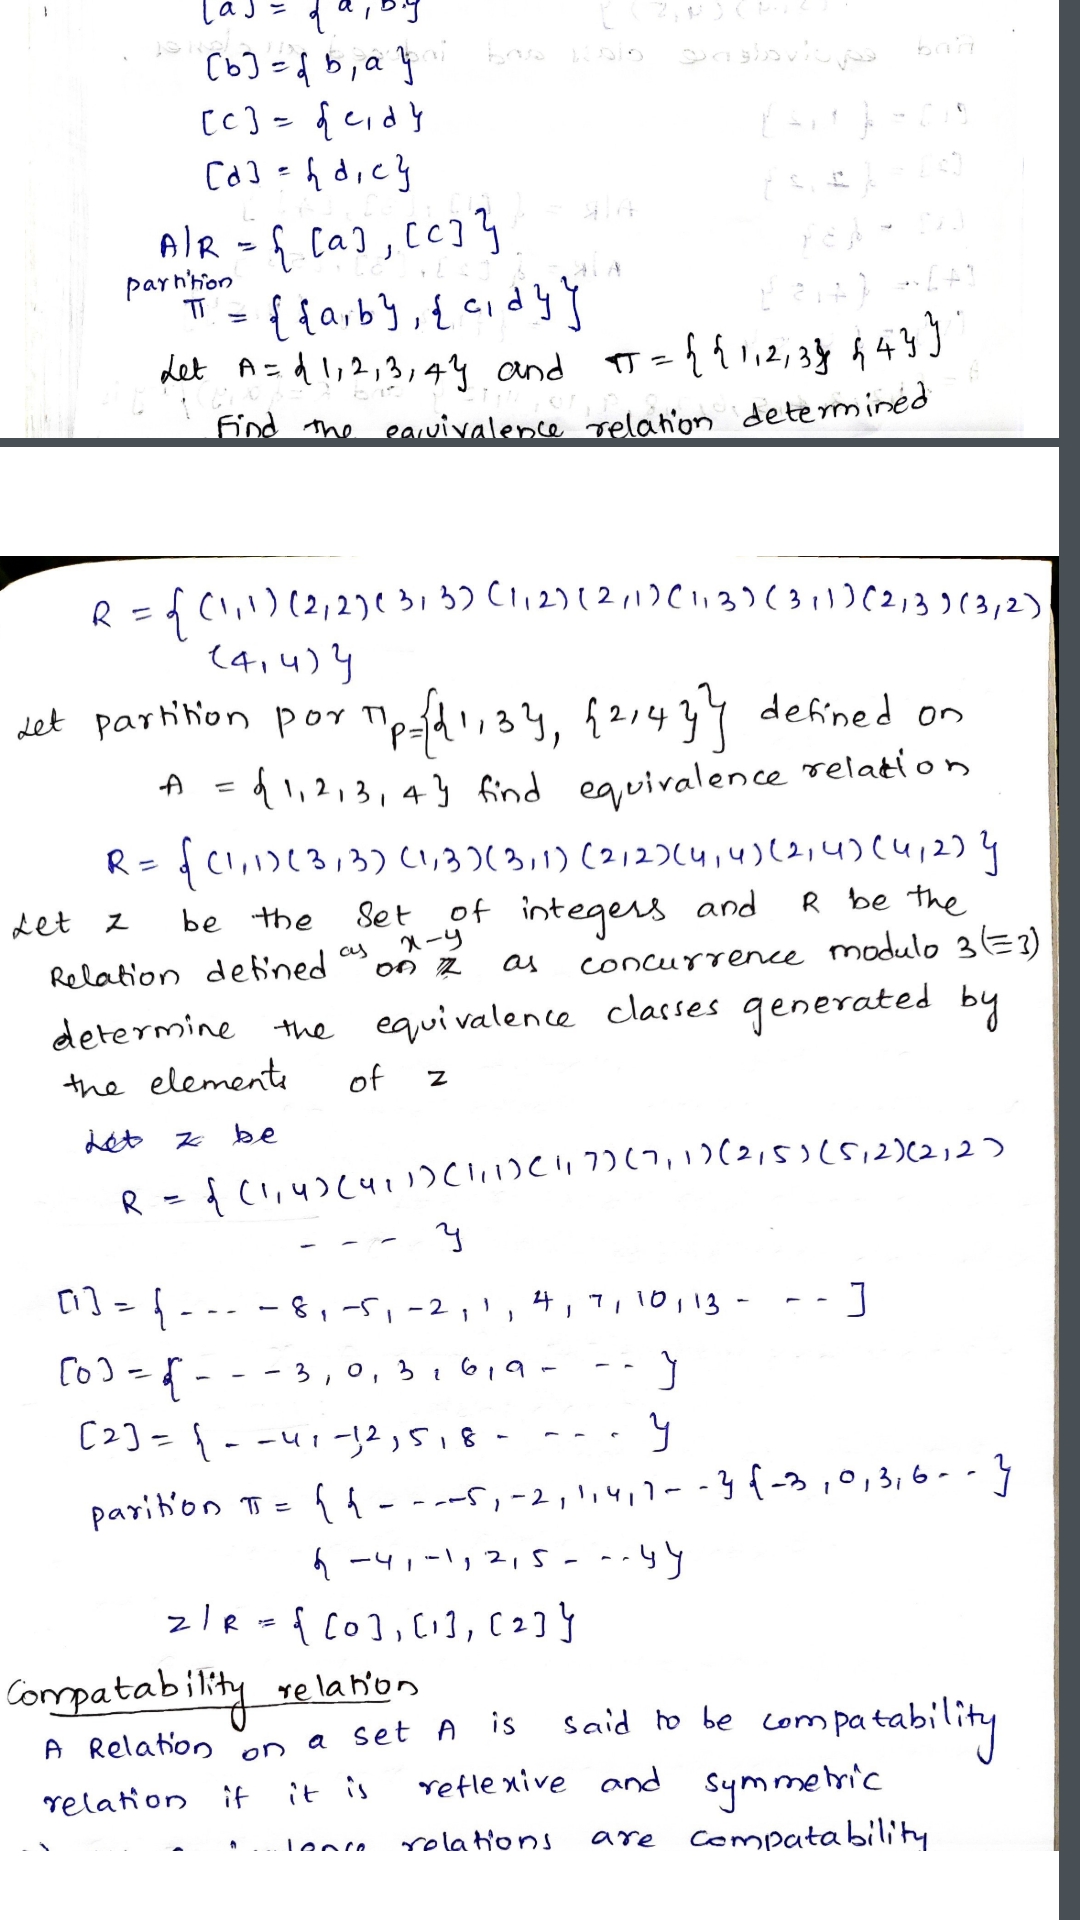 [a] = { a, b}
[b] = { b, a }
[c] = { c, d }
[d] = { d, c }
A|R = { [a], [c] }
partition
π = { {a,b}, { c, d } }
Let A = { 1, 2, 3, 4 } and π = { { 1, 2, 3} { 4 } }
Find the equivalence relation determined
R = { (1,1) (2,2) (3,3) (1,2) (2,1) (1,3) (3,1) (2,3) (3,2)
(4,4) }
Let partition por π p = { { 1, 3 }, { 2, 4 } } defined on
A = { 1, 2, 3, 4 } find equivalence relation
R = { (1,1) (3,3) (1,3) (3,1) (2,2) (4,4) (2,4) (4,2) }
Let z be the Set of integers and R be the
Relation defined as x-y on z as concurrence modulo 3 (≡3)
determine the equivalence classes generated by
the elements of z
Let z be
R = { (1,4) (4,1) (1,1) (1,7) (7,1) (2,5) (5,2) (2,2)
- - - }
[1] = { - - - - 8, -5, -2, 1, 4, 7, 10, 13 - - - ]
[0] = { - - - 3, 0, 3, 6, 9 - - - }
[2] = { - - 4, -1, 2, 5, 8 - - - - }
parition π = { { - - - -5, -2, 1, 4, 7 - - } { -3, 0, 3, 6 - - }
{ -4, -1, 2, 5 - - - } }
z | R = { [0], [1], [2] }
Compatability relation
A Relation on a set A is said to be compatability
relation if it is reflexive and symmetric
relations are compatability